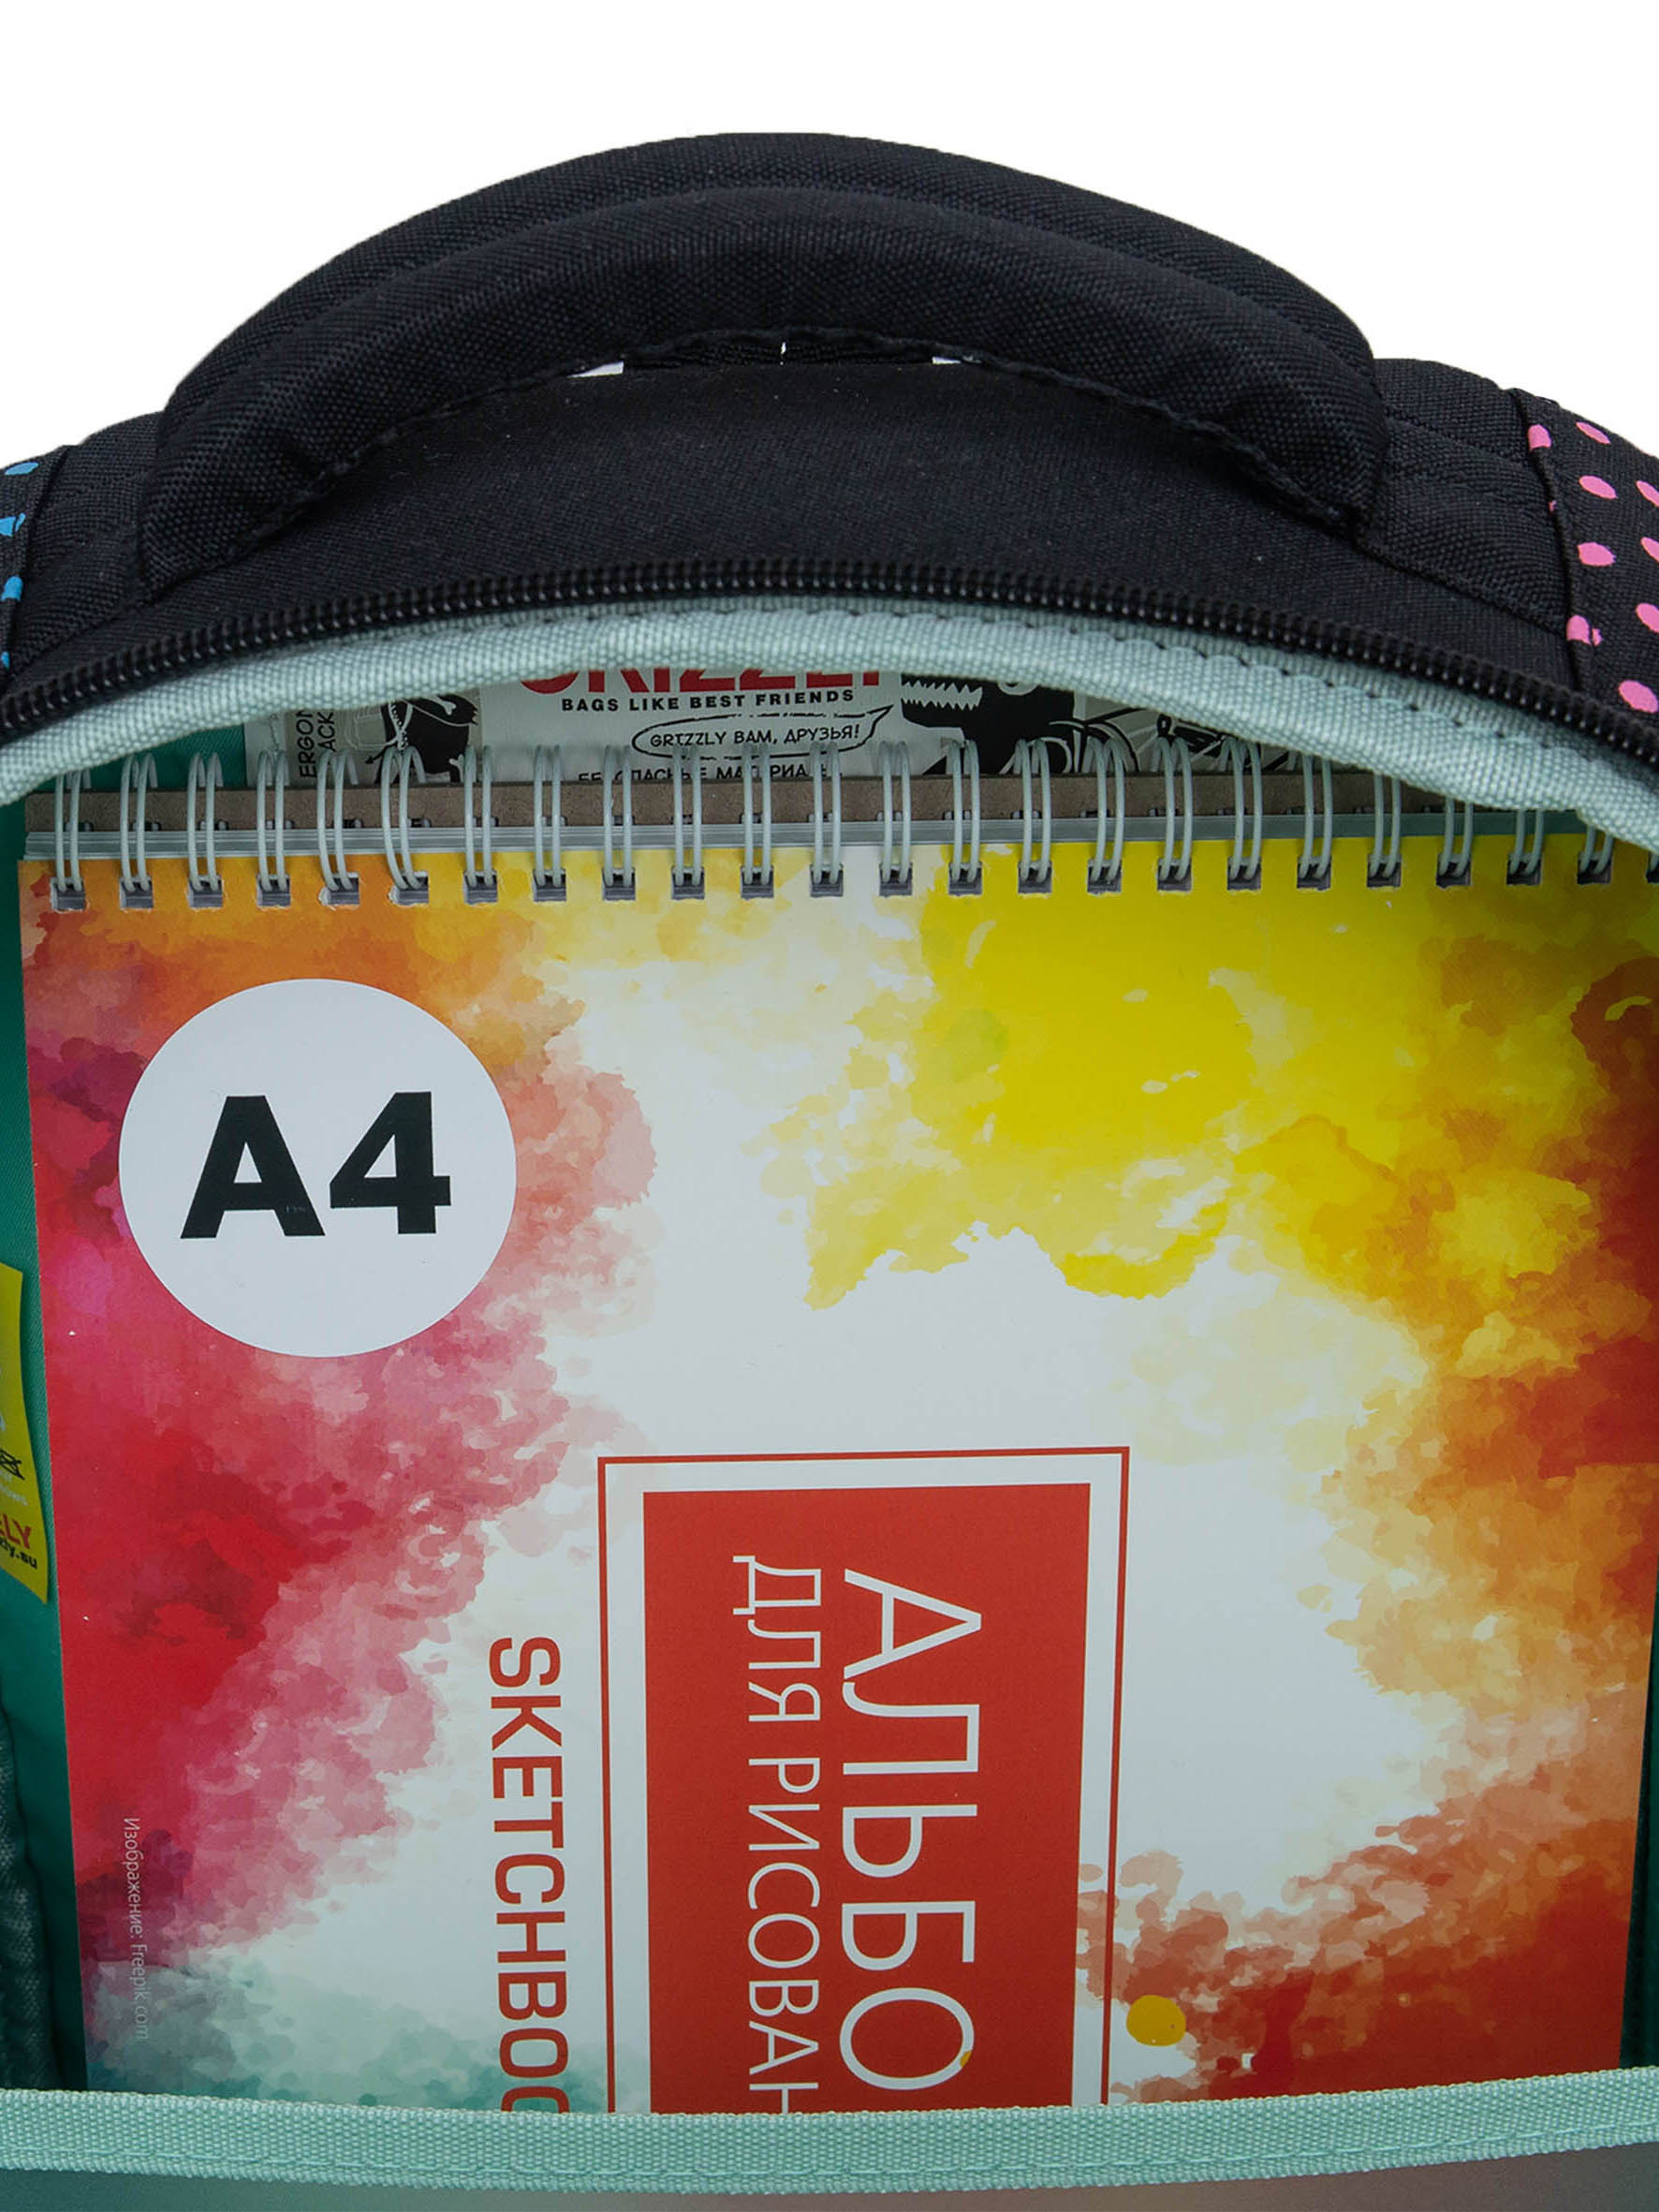 BAGS LIKE BEST FRIENDS
GRIZZLY ВАМ, ДРУЗЬЯ!
A4
АЛЬБО
ДЛЯ РИСОВАН
SKETCHBOO
Изображение: Freepik.com